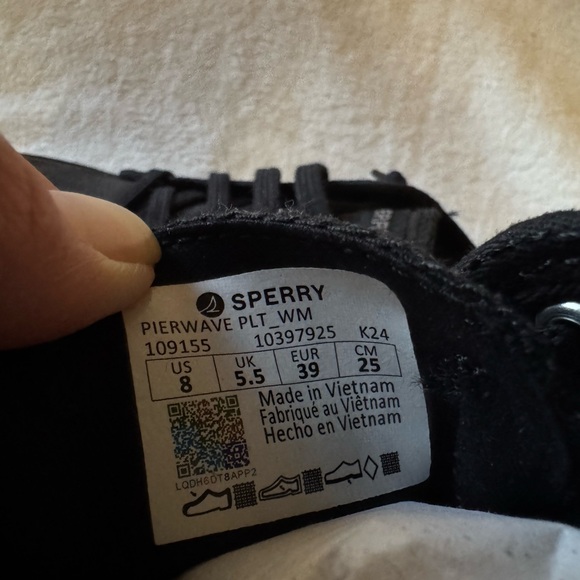 SPERRY
PIERWAVE PLT_WM
109155 10397925 K24
US UK EUR CM
8 5.5 39 25
Made in Vietnam
Fabriqué au Viêtnam
Hecho en Vietnam
LQDH6DT8APP2